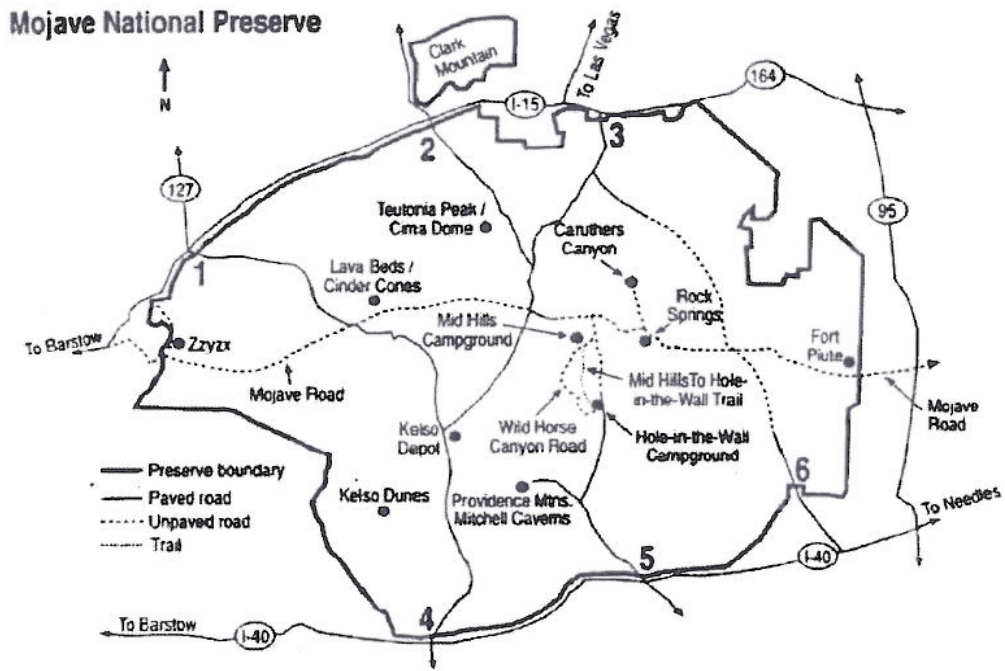 Mojave National Preserve
Clark
Mountain
To Las Vegas
N
I-15
164
2
3
127
95
Teutonia Peak /
Cima Dome
Caruthers
Canyon
1
Lava Beds /
Cinder Cones
Rock
Springs
Mid Hills
Campground
To Barstow
Zzyzx
Fort
Piute
Mojave Road
Mid HillsTo Hole-
in-the-Wall Trail
Mojave
Road
Kelso
Depot
Wild Horse
Canyon Road
Hole-in-the-Wall
Campground
Preserve boundary
Paved road
Unpaved road
Trail
Kelso Dunes
Providence Mtns.
Mitchell Caverns
6
To Needles
5
I-40
4
To Barstow
I-40